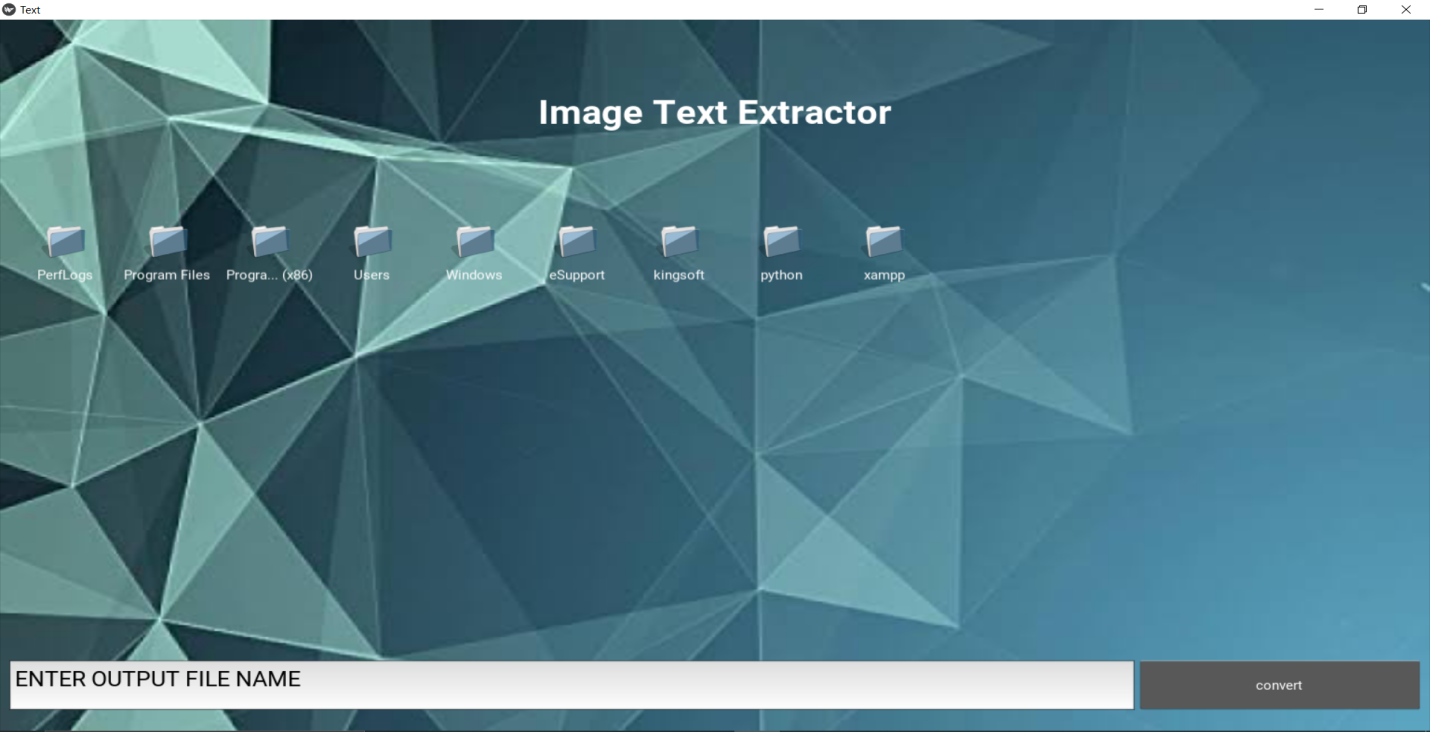 Text
Image Text Extractor
PerfLogs Program Files Progra... (x86) Users Windows eSupport kingsoft python xampp
ENTER OUTPUT FILE NAME
convert